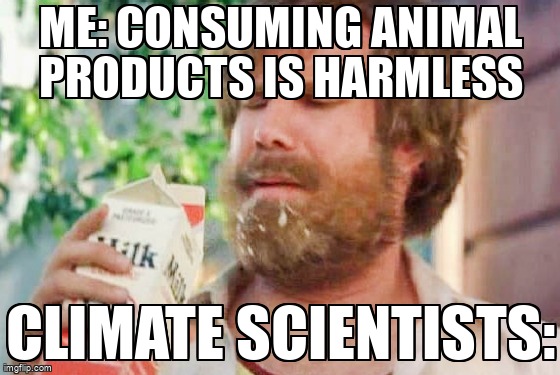 ME: CONSUMING ANIMAL
PRODUCTS IS HARMLESS
Milk
CLIMATE SCIENTISTS:
imgflip.com